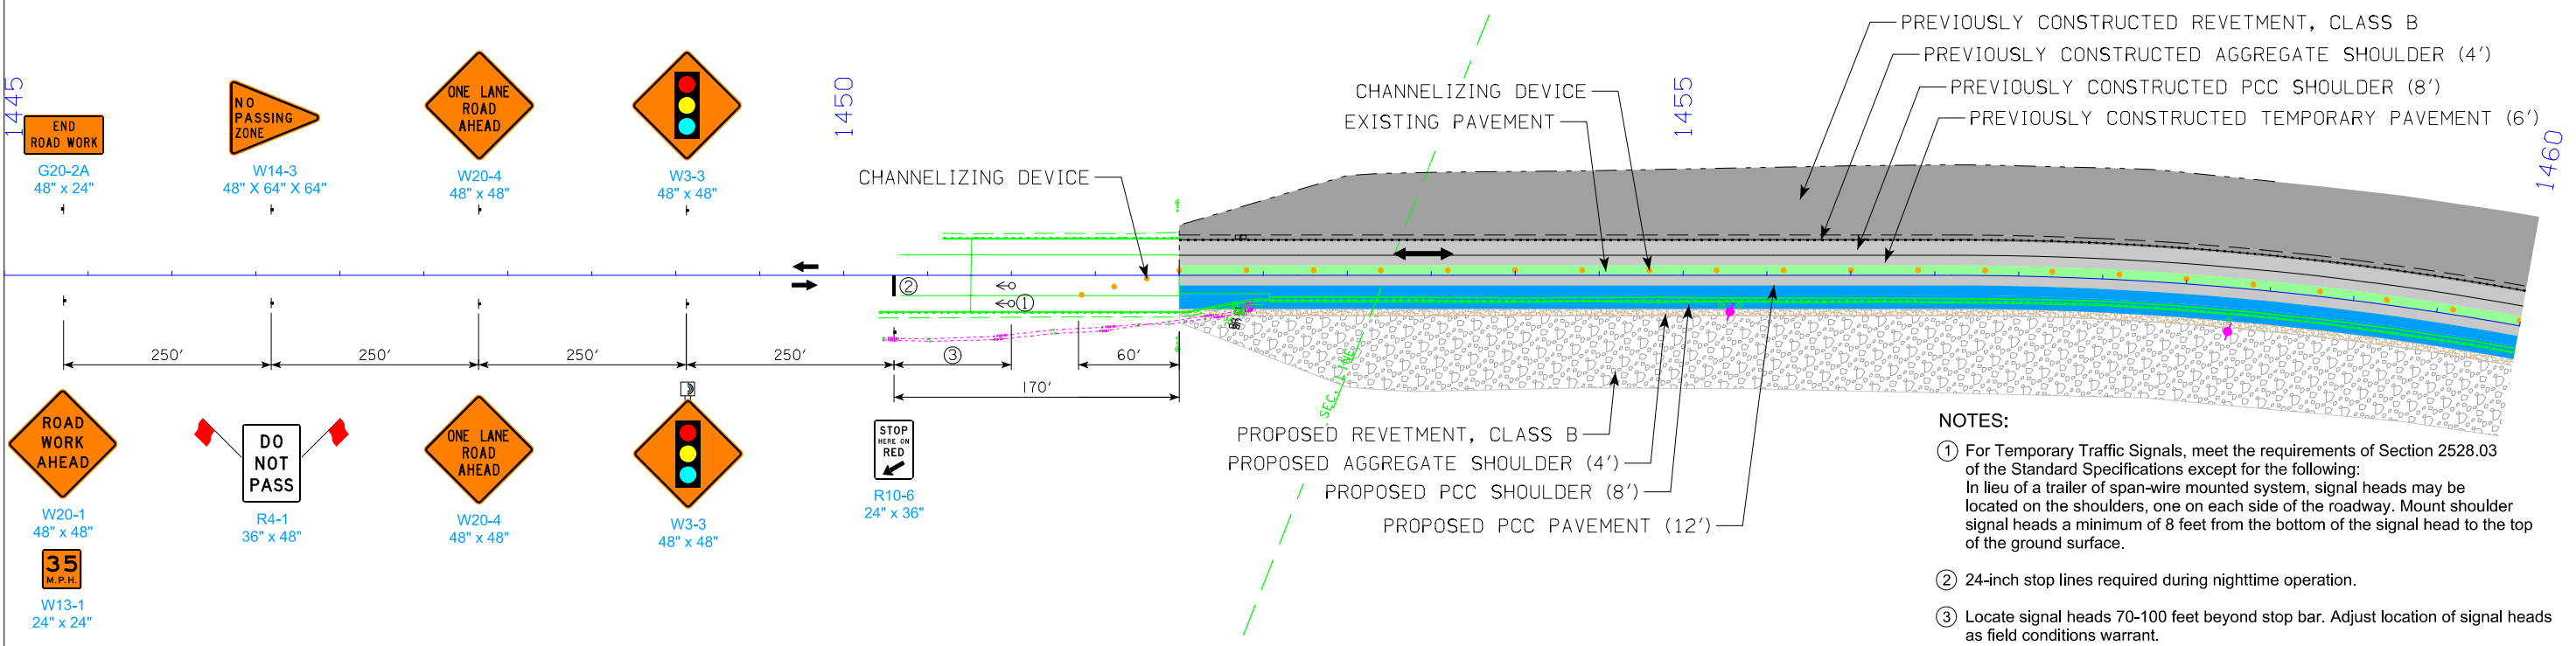 1445
END
ROAD WORK
G20-2A
48" x 24"
NO
PASSING
ZONE
W14-3
48" X 64" X 64"
ONE LANE
ROAD
AHEAD
W20-4
48" x 48"
W3-3
48" x 48"
1450
CHANNELIZING DEVICE
CHANNELIZING DEVICE
EXISTING PAVEMENT
1455
PREVIOUSLY CONSTRUCTED REVETMENT, CLASS B
PREVIOUSLY CONSTRUCTED AGGREGATE SHOULDER (4')
PREVIOUSLY CONSTRUCTED PCC SHOULDER (8')
PREVIOUSLY CONSTRUCTED TEMPORARY PAVEMENT (6')
1460
2
1
250'
250'
250'
250'
3
60'
170'
SEC. LINE
ROAD
WORK
AHEAD
W20-1
48" x 48"
35
M.P.H.
W13-1
24" x 24"
DO
NOT
PASS
R4-1
36" x 48"
ONE LANE
ROAD
AHEAD
W20-4
48" x 48"
W3-3
48" x 48"
STOP
HERE ON
RED
R10-6
24" x 36"
PROPOSED REVETMENT, CLASS B
PROPOSED AGGREGATE SHOULDER (4')
PROPOSED PCC SHOULDER (8')
PROPOSED PCC PAVEMENT (12')
NOTES:
1 For Temporary Traffic Signals, meet the requirements of Section 2528.03
of the Standard Specifications except for the following:
In lieu of a trailer of span-wire mounted system, signal heads may be
located on the shoulders, one on each side of the roadway. Mount shoulder
signal heads a minimum of 8 feet from the bottom of the signal head to the top
of the ground surface.
2 24-inch stop lines required during nighttime operation.
3 Locate signal heads 70-100 feet beyond stop bar. Adjust location of signal heads
as field conditions warrant.